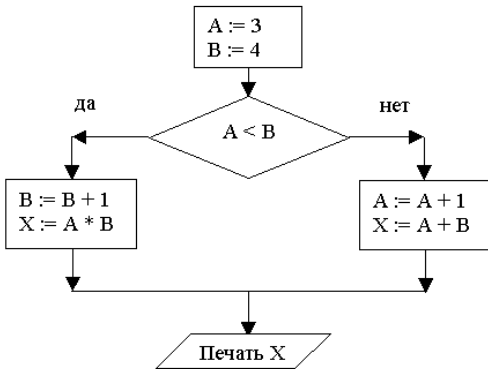 A := 3
B := 4
да
A < B
нет
B := B + 1
X := A * B
A := A + 1
X := A + B
Печать X